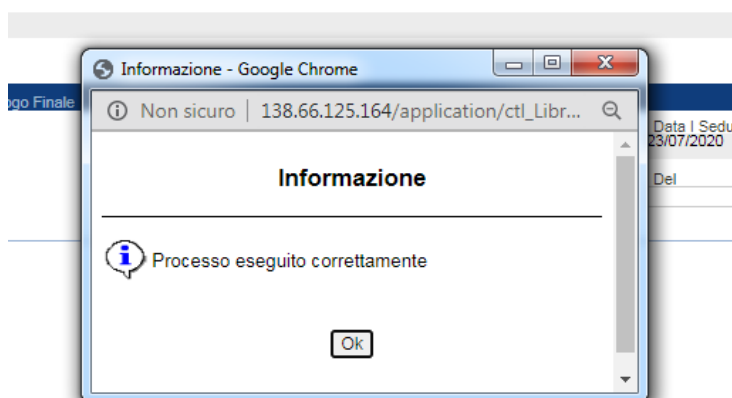 Informazione - Google Chrome
ogo Finale
Non sicuro | 138.66.125.164/application/ctl_Libr...
Data I Sedu
23/07/2020
Informazione
Del
Processo eseguito correttamente
Ok